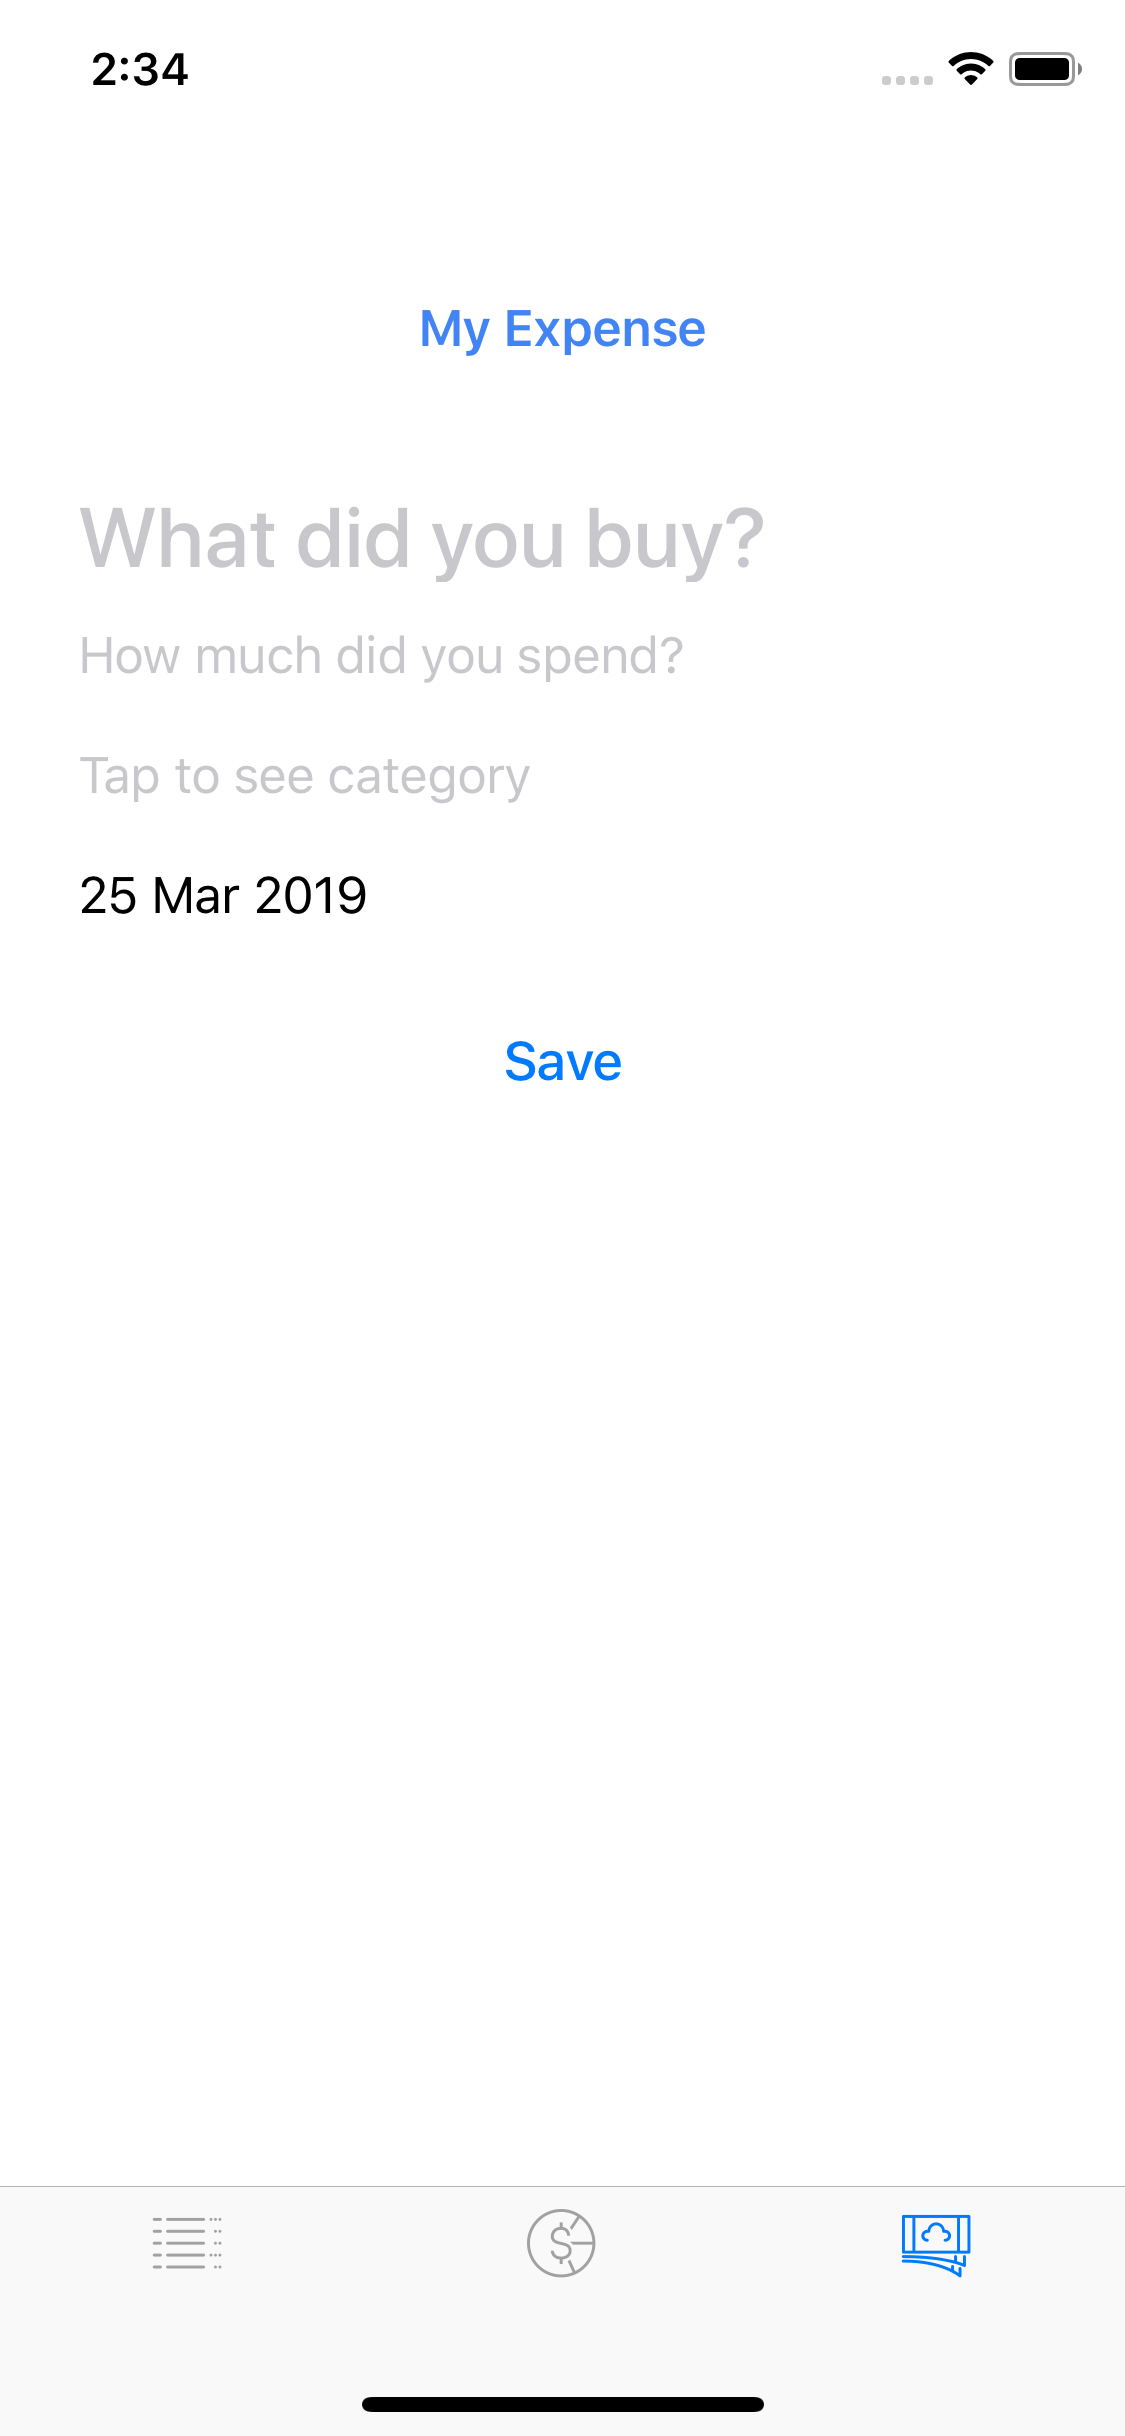 2:34
My Expense
What did you buy?
How much did you spend?
Tap to see category
25 Mar 2019
Save
$